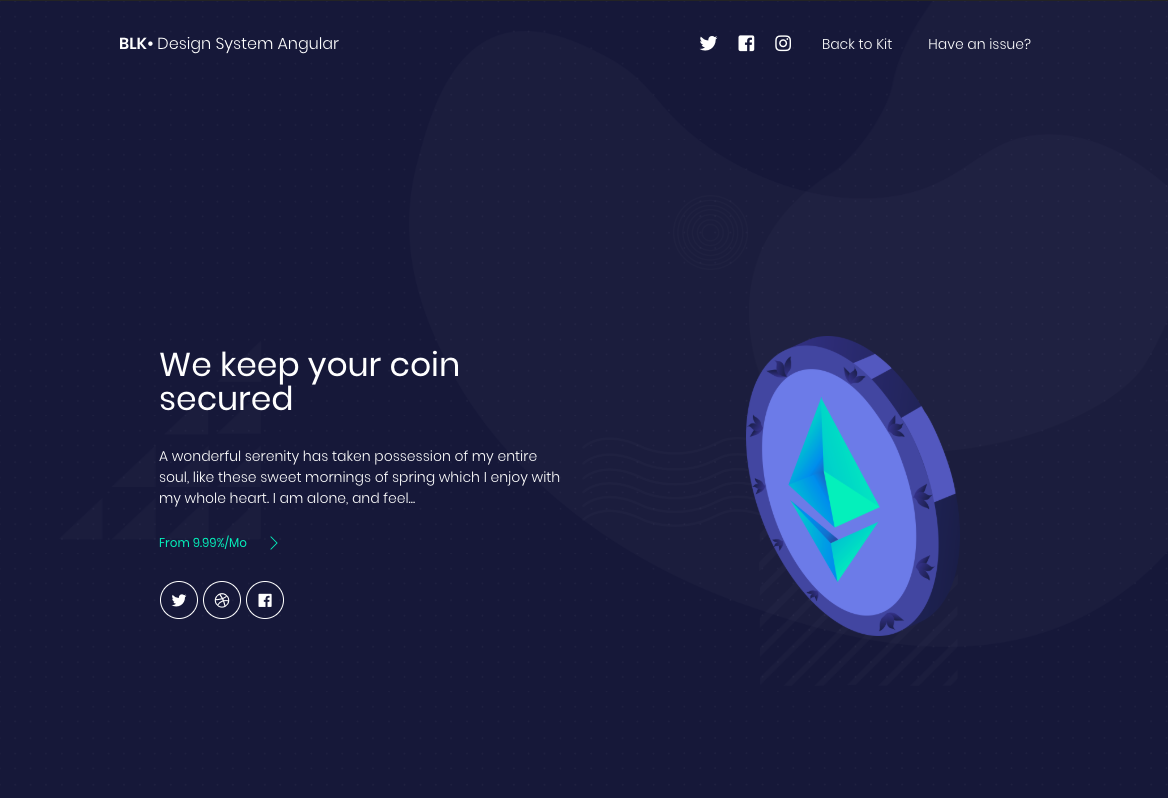 BLK• Design System Angular
Back to Kit
Have an issue?
We keep your coin
secured
A wonderful serenity has taken possession of my entire
soul, like these sweet mornings of spring which I enjoy with
my whole heart. I am alone, and feel...
From 9.99%/Mo